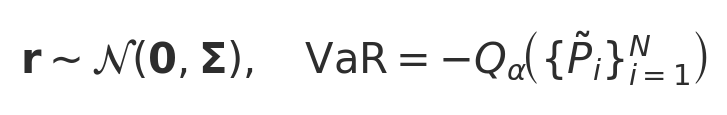 r ∼ 𝒩(0, Σ), VaR = −Q_α({P̃_i}_{i=1}^N)